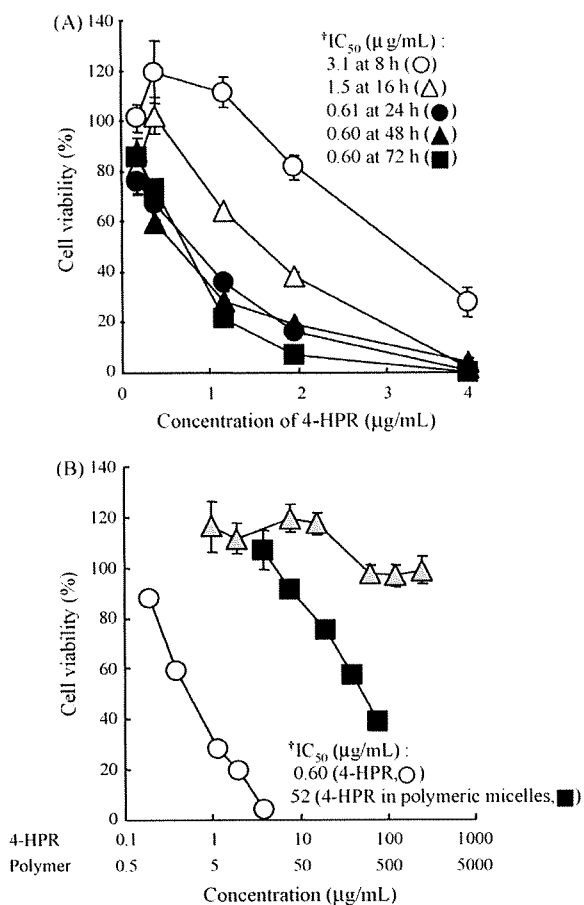 (A)
†IC50 (μg/mL) :
3.1 at 8 h (○)
1.5 at 16 h (△)
0.61 at 24 h (●)
0.60 at 48 h (▲)
0.60 at 72 h (■)
140
120
100
80
60
40
20
0
Cell viability (%)
0 1 2 3 4
Concentration of 4-HPR (μg/mL)
(B)
140
120
100
80
60
40
20
0
Cell viability (%)
†IC50 (μg/mL) :
0.60 (4-HPR,○)
52 (4-HPR in polymeric micelles,■)
4-HPR 0.1 1 10 100 1000
Polymer 0.5 5 50 500 5000
Concentration (μg/mL)